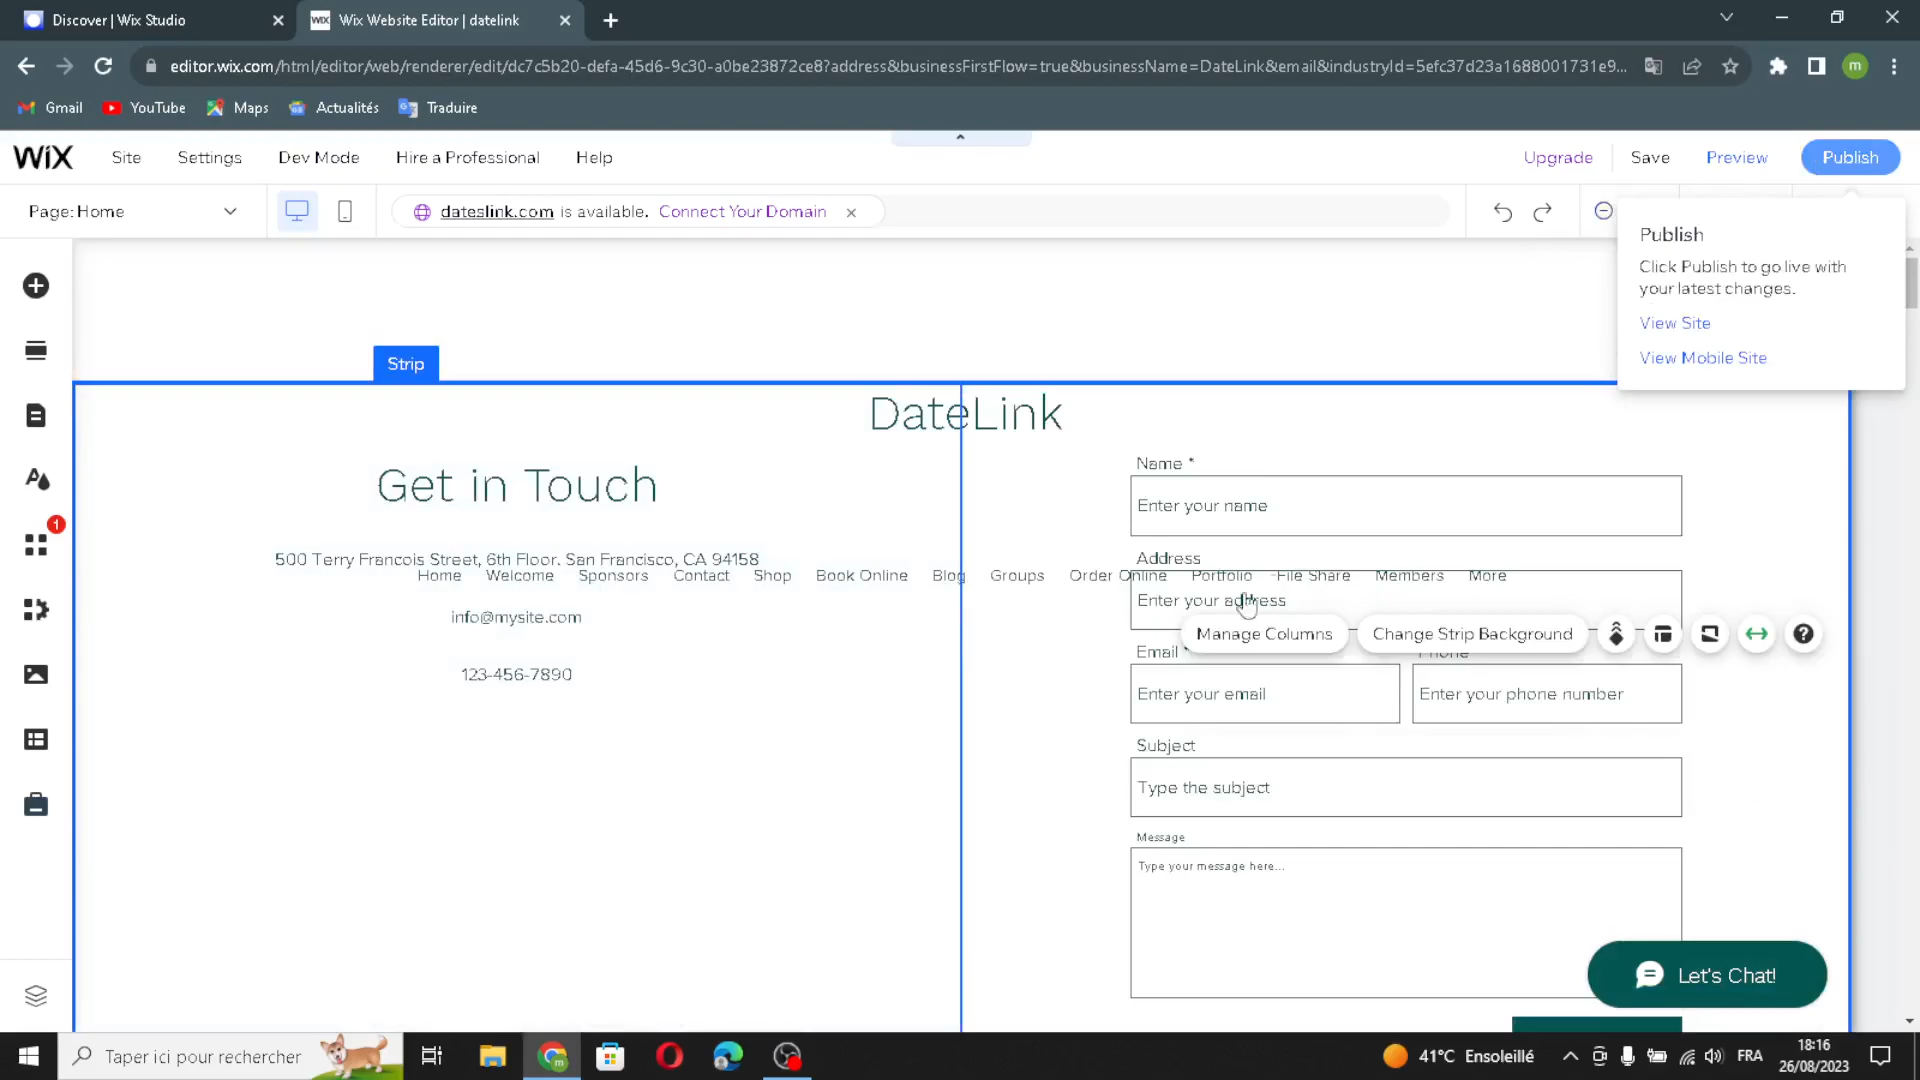 Discover | Wix Studio
WiX Wix Website Editor | datelink
editor.wix.com/html/editor/web/renderer/edit/dc7c5b20-defa-45d6-9c30-a0be23872ce8?address&businessFirstFlow=true&businessName=DateLink&email&industryId=5efc37d23a1688001731e9...
m
Gmail YouTube Maps Actualités Traduire
WiX Site Settings Dev Mode Hire a Professional Help Upgrade Save Preview Publish
Page: Home dateslink.com is available. Connect Your Domain
Publish
Click Publish to go live with
your latest changes.
View Site
View Mobile Site
Strip
DateLink
Get in Touch
500 Terry Francois Street, 6th Floor. San Francisco, CA 94158
Home Welcome Sponsors Contact Shop Book Online Blog Groups Order Online Portfolio -File Share Members More
info@mysite.com
123-456-7890
Name *
Enter your name
Address
Enter your address
Manage Columns Change Strip Background
Email * Phone
Enter your email Enter your phone number
Subject
Type the subject
Message
Type your message here...
Let's Chat!
1
Taper ici pour rechercher
41°C Ensoleillé
FRA
18:16
26/08/2023